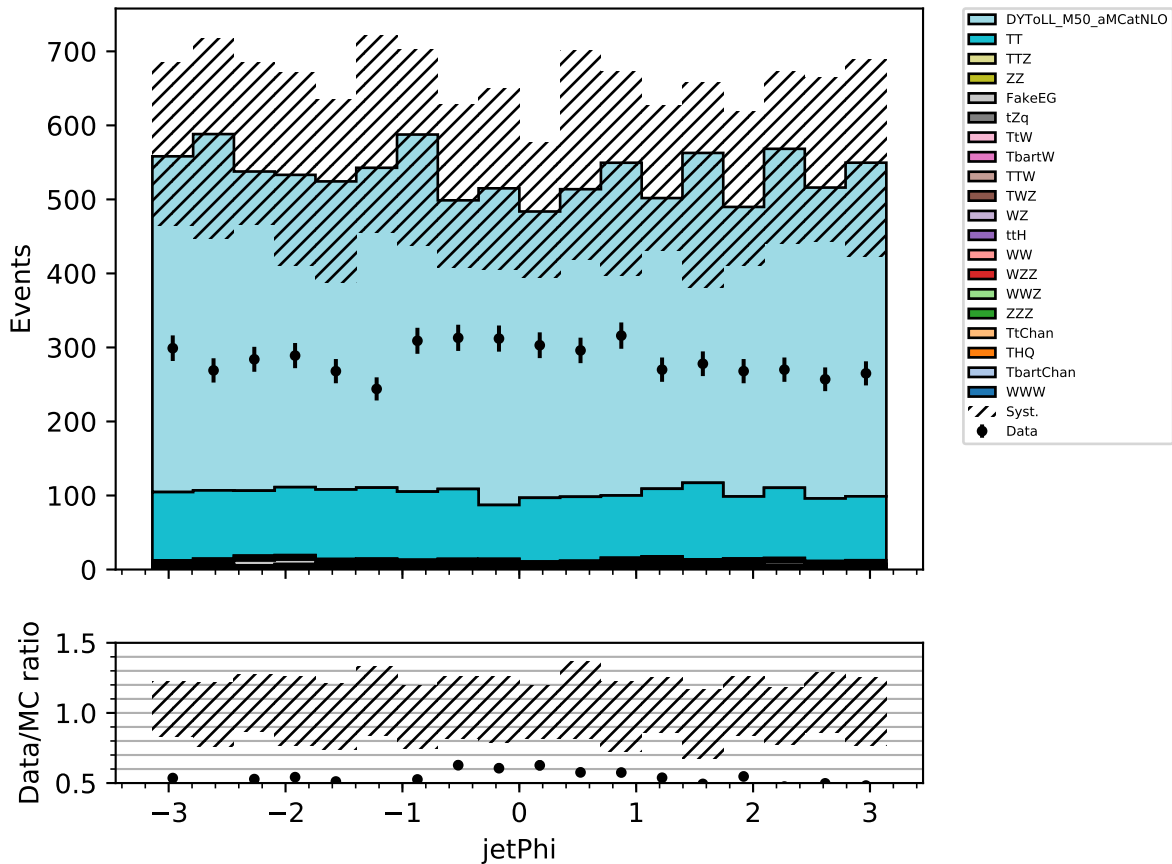 700
600
500
400
300
200
100
0
Events
DYToLL_M50_aMCatNLO
TT
TTZ
ZZ
FakeEG
tZq
TtW
TbartW
TTW
TWZ
WZ
ttH
WW
WZZ
WWZ
ZZZ
TtChan
THQ
TbartChan
WWW
Syst.
Data
1.5
1.0
0.5
Data/MC ratio
−3 −2 −1 0 1 2 3
jetPhi